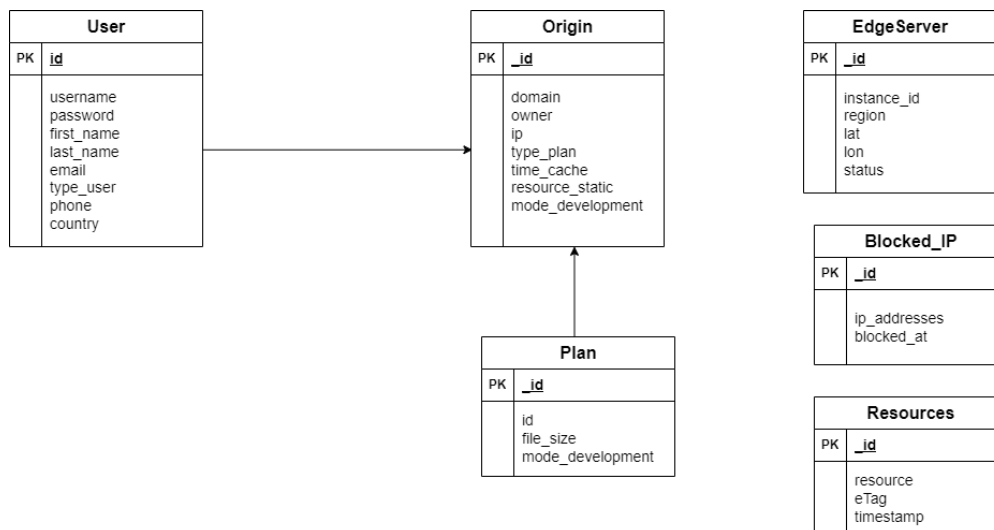 User
PK id
username
password
first_name
last_name
email
type_user
phone
country
Origin
PK _id
domain
owner
ip
type_plan
time_cache
resource_static
mode_development
Plan
PK _id
id
file_size
mode_development
EdgeServer
PK _id
instance_id
region
lat
lon
status
Blocked_IP
PK _id
ip_addresses
blocked_at
Resources
PK _id
resource
eTag
timestamp